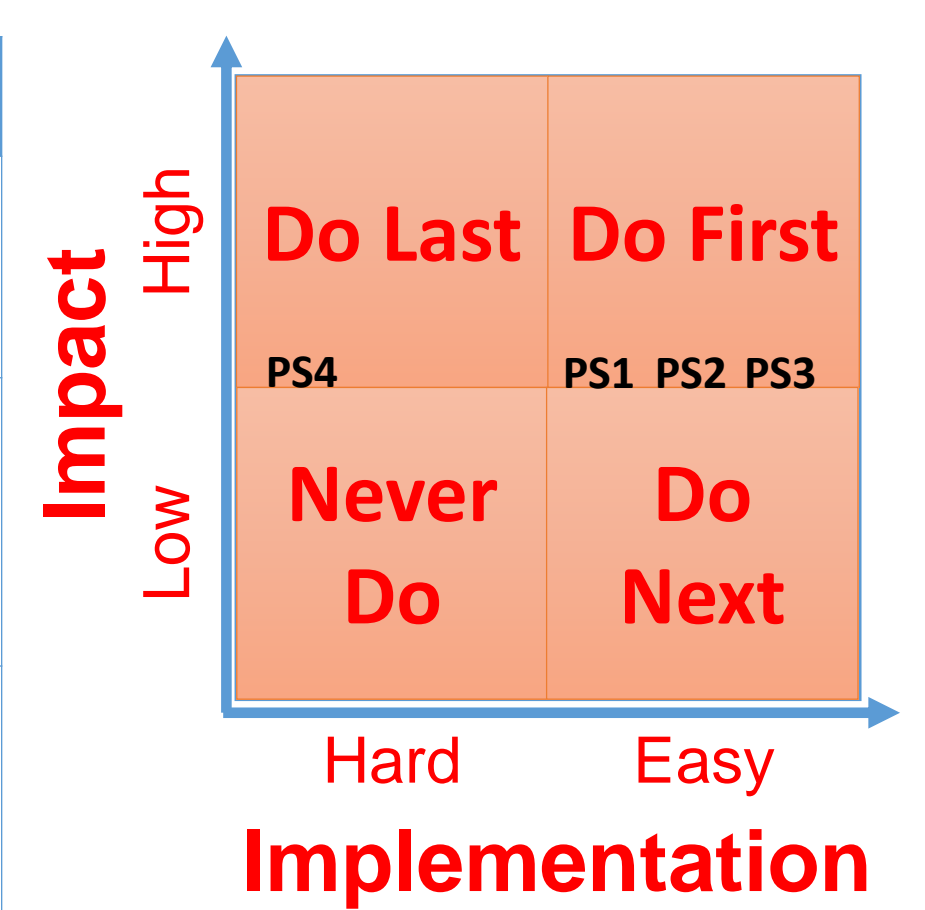 Impact
High
Low
Do Last
Do First
PS4
PS1 PS2 PS3
Never
Do
Do
Next
Hard
Easy
Implementation